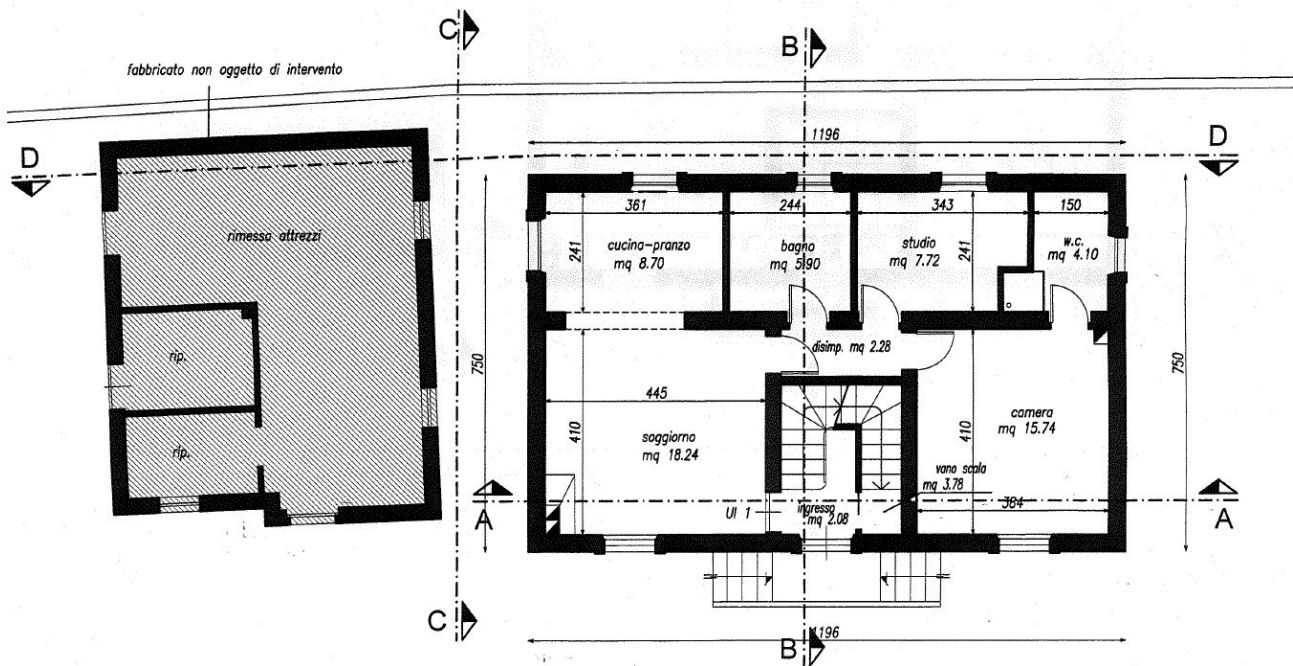 C
B
fabbricato non oggetto di intervento
1196
D
D
361
244
343
150
rimessa attrezzi
cucina-pranzo
mq 8.70
bagno
mq 5.90
studio
mq 7.72
w.c.
mq 4.10
241
241
rip.
disimp. mq 2.28
750
750
445
410
410
soggiorno
mq 18.24
camera
mq 15.74
rip.
vano scala
mq 3.78
A
A
UI 1
ingresso
mq 2.08
384
C
B
1196